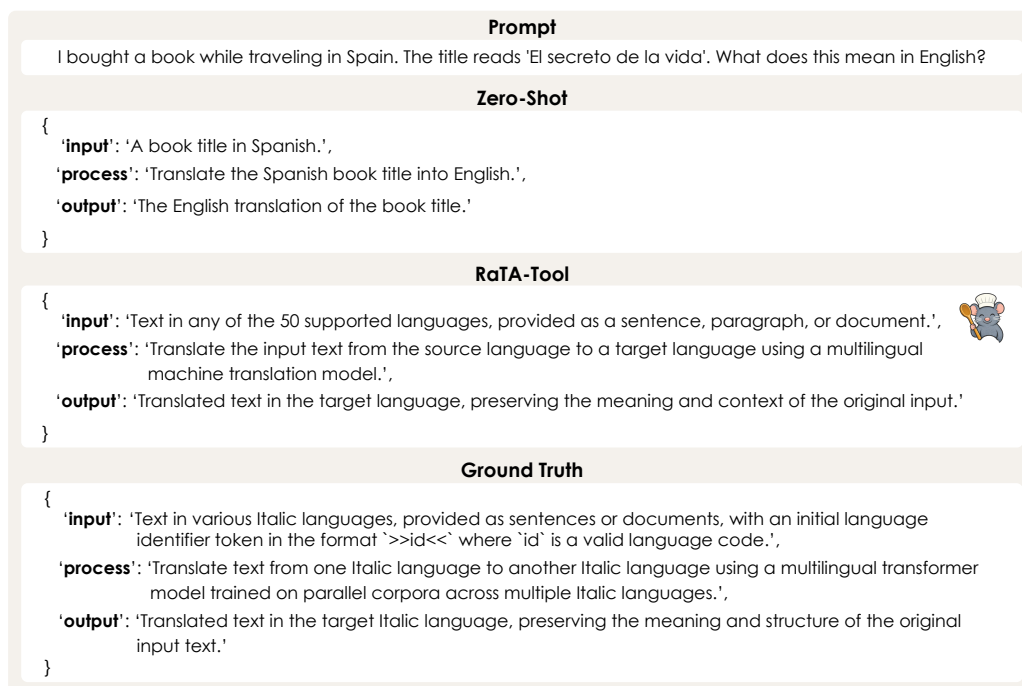 Prompt
I bought a book while traveling in Spain. The title reads 'El secreto de la vida'. What does this mean in English?
Zero-Shot
{
‘input’: ‘A book title in Spanish.’,
‘process’: ‘Translate the Spanish book title into English.’,
‘output’: ‘The English translation of the book title.’
}
RaTA-Tool
{
‘input’: ‘Text in any of the 50 supported languages, provided as a sentence, paragraph, or document.’,
‘process’: ‘Translate the input text from the source language to a target language using a multilingual
machine translation model.’,
‘output’: ‘Translated text in the target language, preserving the meaning and context of the original input.’
}
Ground Truth
{
‘input’: ‘Text in various Italic languages, provided as sentences or documents, with an initial language
identifier token in the format `>>id<<` where `id` is a valid language code.’,
‘process’: ‘Translate text from one Italic language to another Italic language using a multilingual transformer
model trained on parallel corpora across multiple Italic languages.’,
‘output’: ‘Translated text in the target Italic language, preserving the meaning and structure of the original
input text.’
}